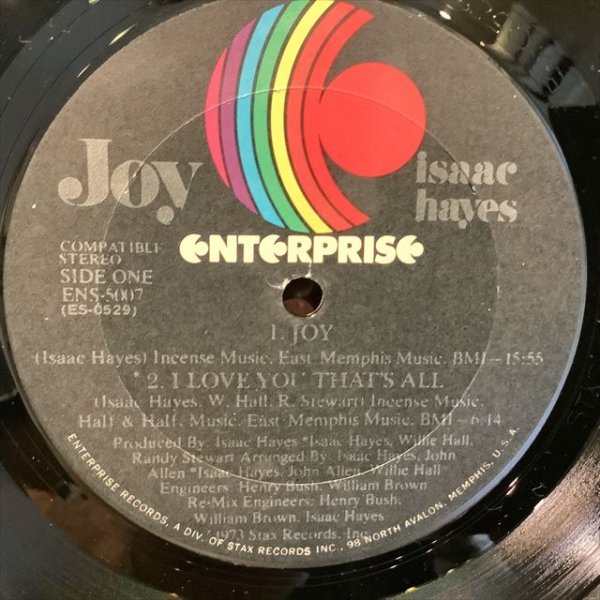 Joy
isaac
hayes
ENTERPRISE
COMPATIBLE
STEREO
SIDE ONE
ENS-5007
(ES-0529)
1. JOY
(Isaac Hayes) Incense Music, East Memphis Music, BMI – 15:55
*2. I LOVE YOU THAT'S ALL
(Isaac Hayes, W. Hall, R. Stewart) Incense Music,
Half & Half, Music, East Memphis Music, BMI – 6:14
Produced By: Isaac Hayes *Isaac Hayes, Willie Hall,
Randy Stewart Arranged By: Isaac Hayes, John
Allen *Isaac Hayes, John Allen, Willie Hall
Engineers: Henry Bush, William Brown
Re-Mix Engineers: Henry Bush,
William Brown, Isaac Hayes
1973 Stax Records, Inc.
ENTERPRISE RECORDS, A DIV. OF STAX RECORDS INC., 98 NORTH AVALON, MEMPHIS, U.S.A.